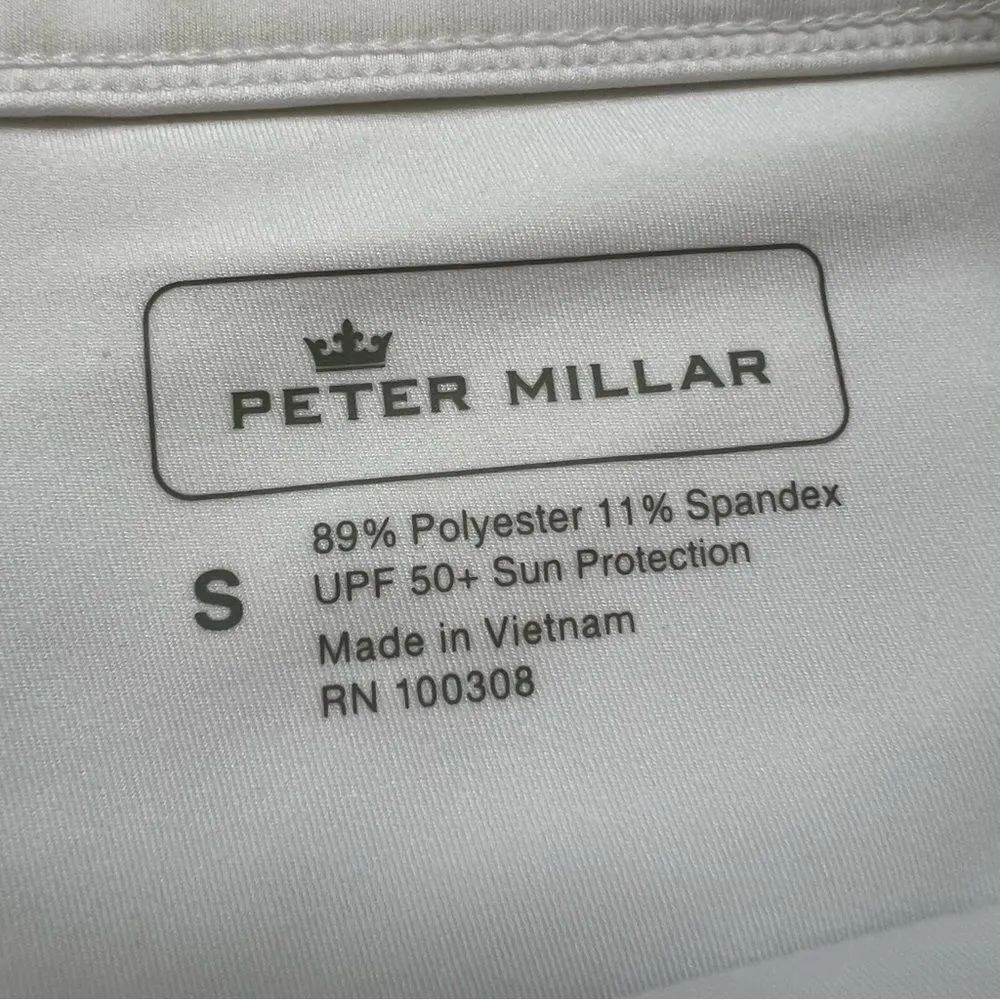 PETER MILLAR
89% Polyester 11% Spandex
UPF 50+ Sun Protection
S
Made in Vietnam
RN 100308